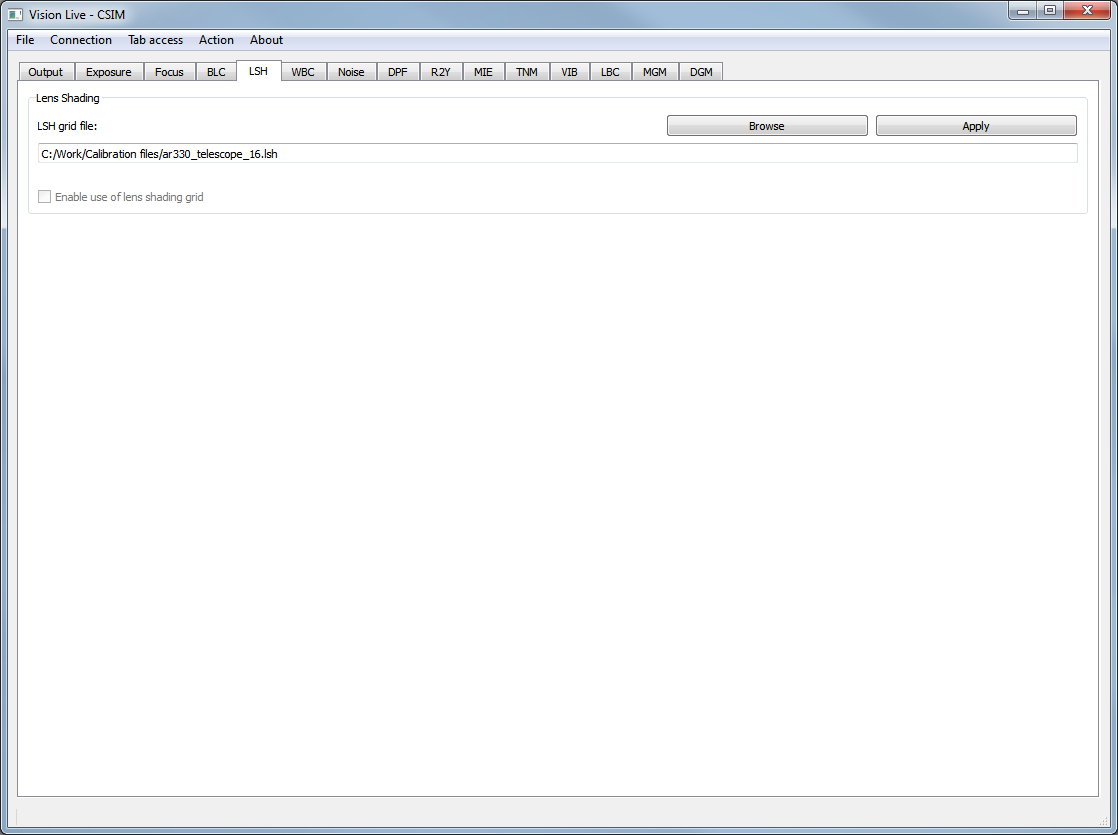 Vision Live - CSIM
File Connection Tab access Action About
Output Exposure Focus BLC LSH WBC Noise DPF R2Y MIE TNM VIB LBC MGM DGM
Lens Shading
LSH grid file: Browse Apply
C:/Work/Calibration files/ar330_telescope_16.lsh
Enable use of lens shading grid